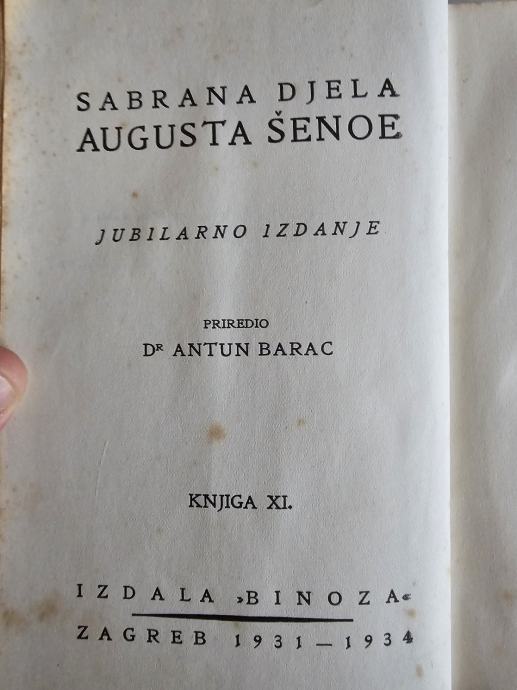 SABRANA DJELA
AUGUSTA ŠENOE
JUBILARNO IZDANJE
PRIREDIO
DR ANTUN BARAC
KNJIGA XI.
IZDALA »BINOZA«
ZAGREB 1931—1934